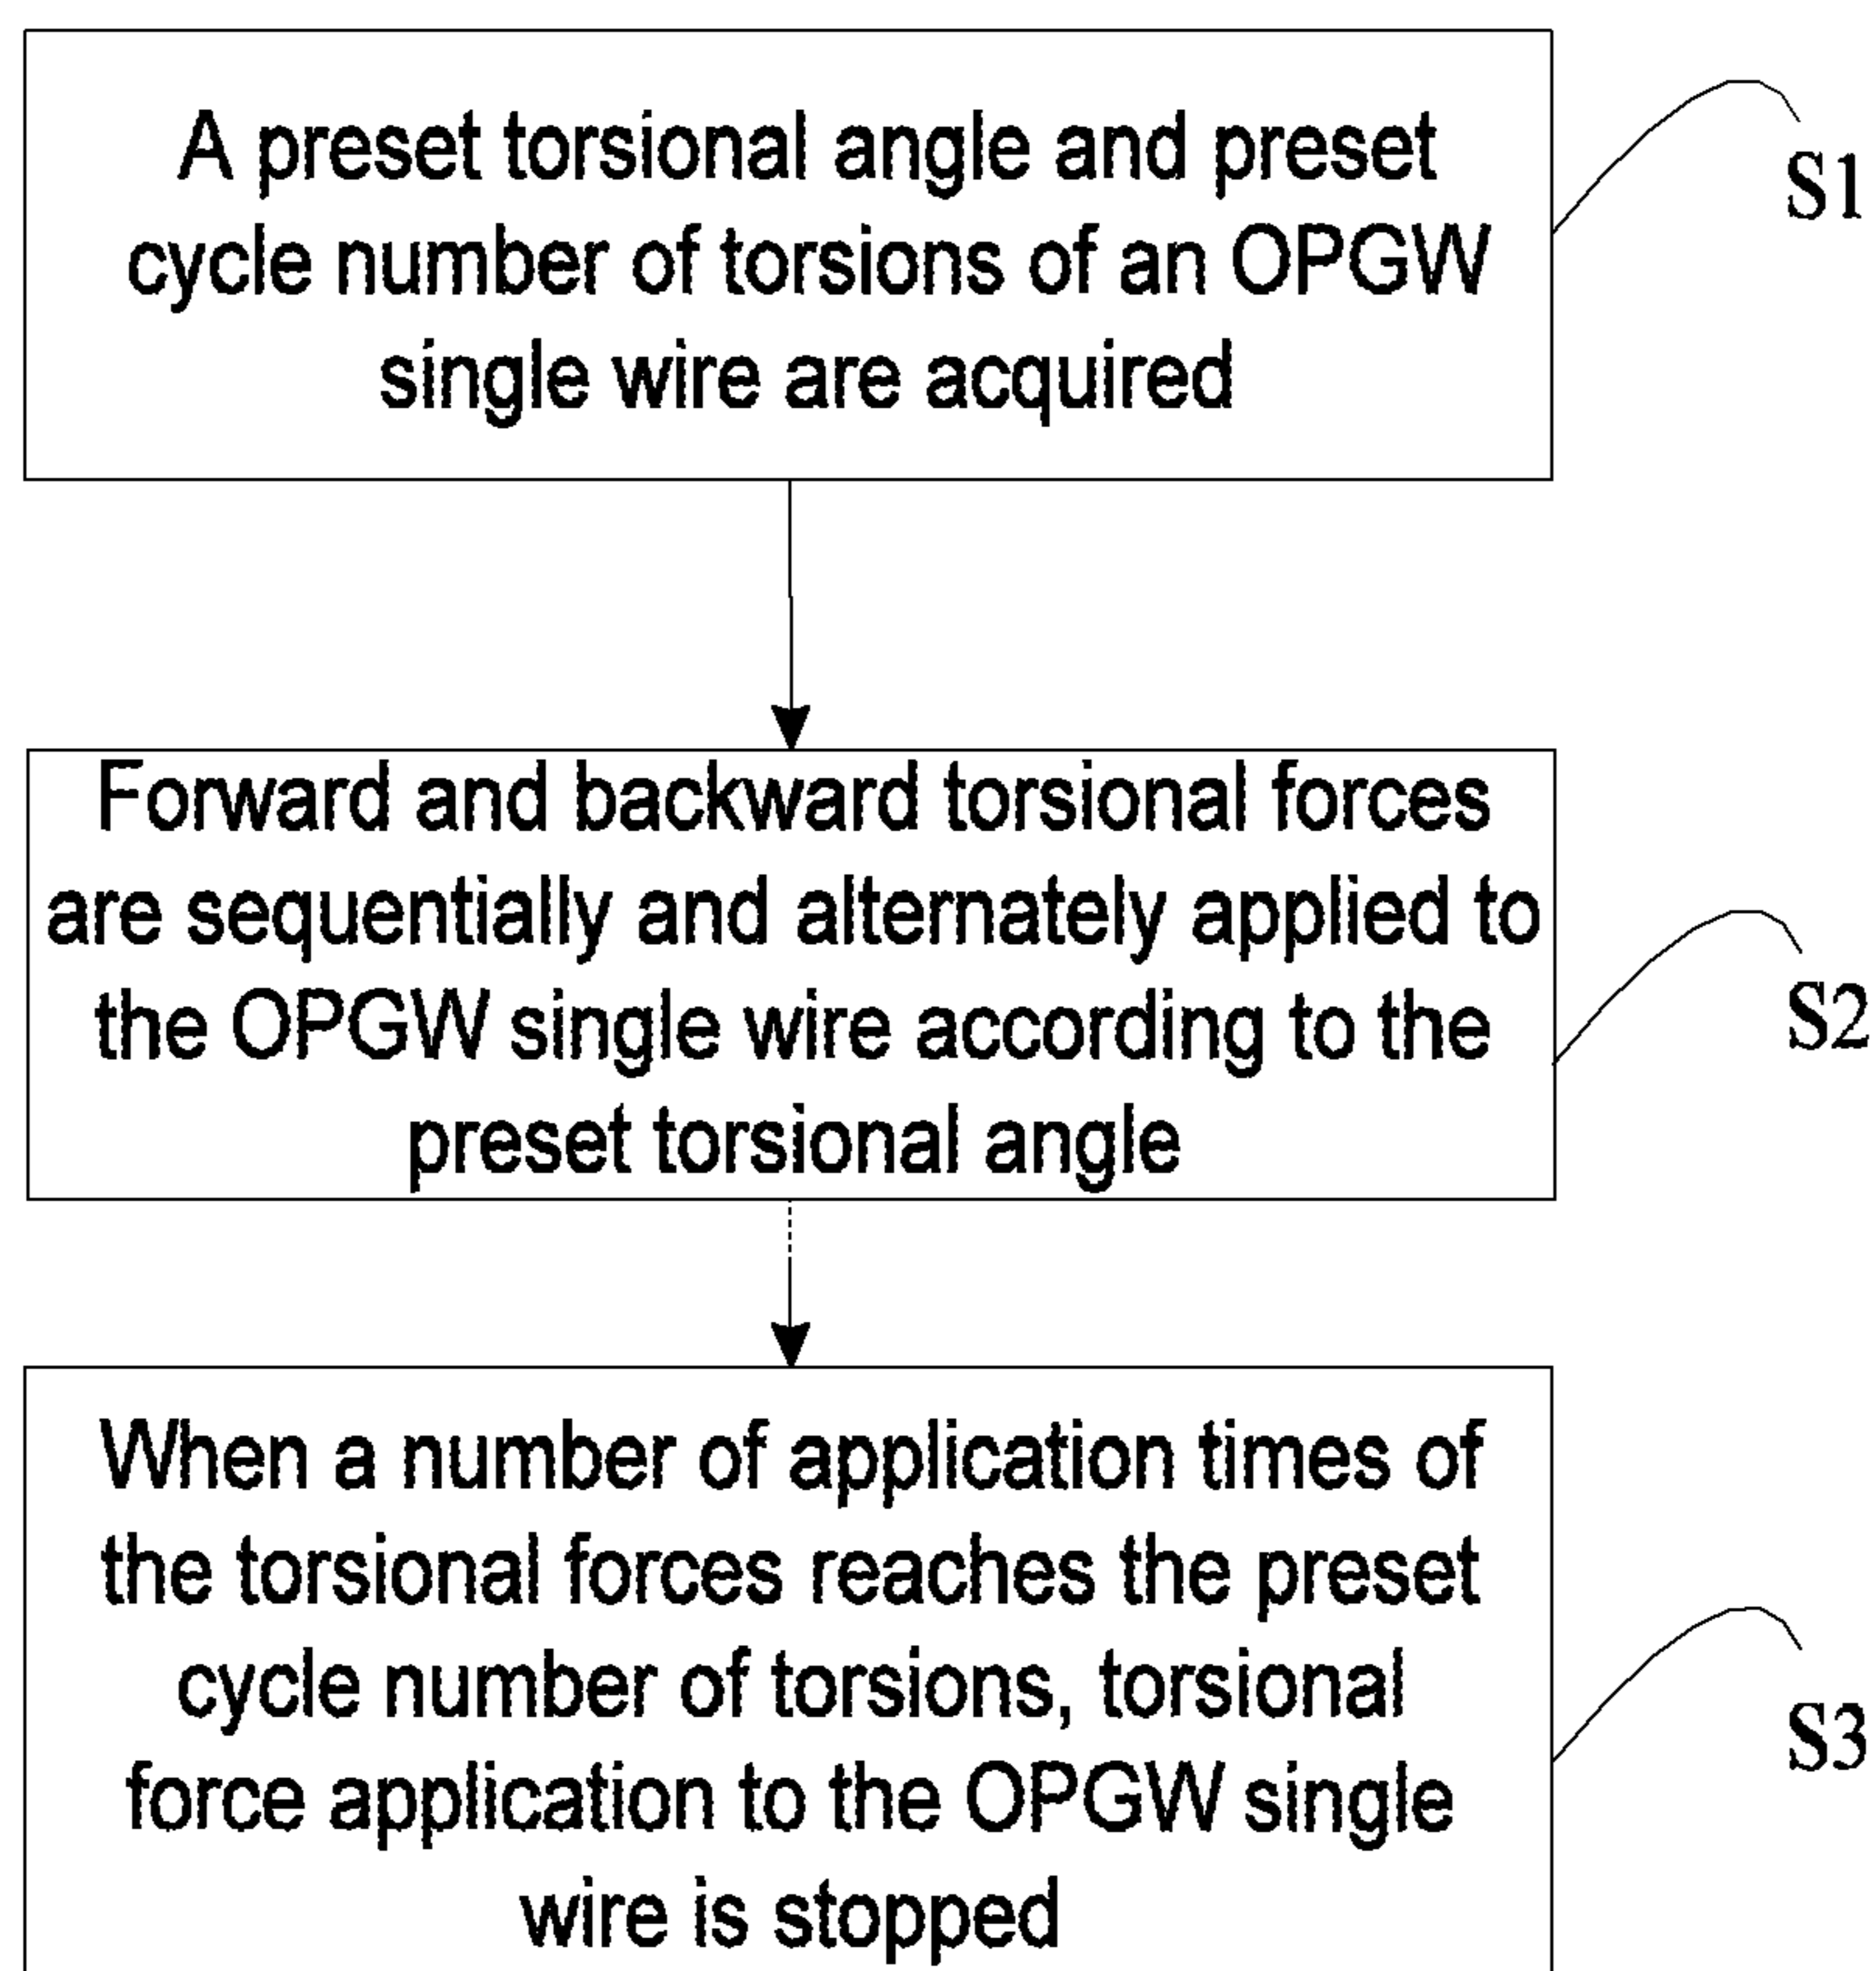 A preset torsional angle and preset
cycle number of torsions of an OPGW
single wire are acquired
S1
Forward and backward torsional forces
are sequentially and alternately applied to
the OPGW single wire according to the
preset torsional angle
S2
When a number of application times of
the torsional forces reaches the preset
cycle number of torsions, torsional
force application to the OPGW single
wire is stopped
S3